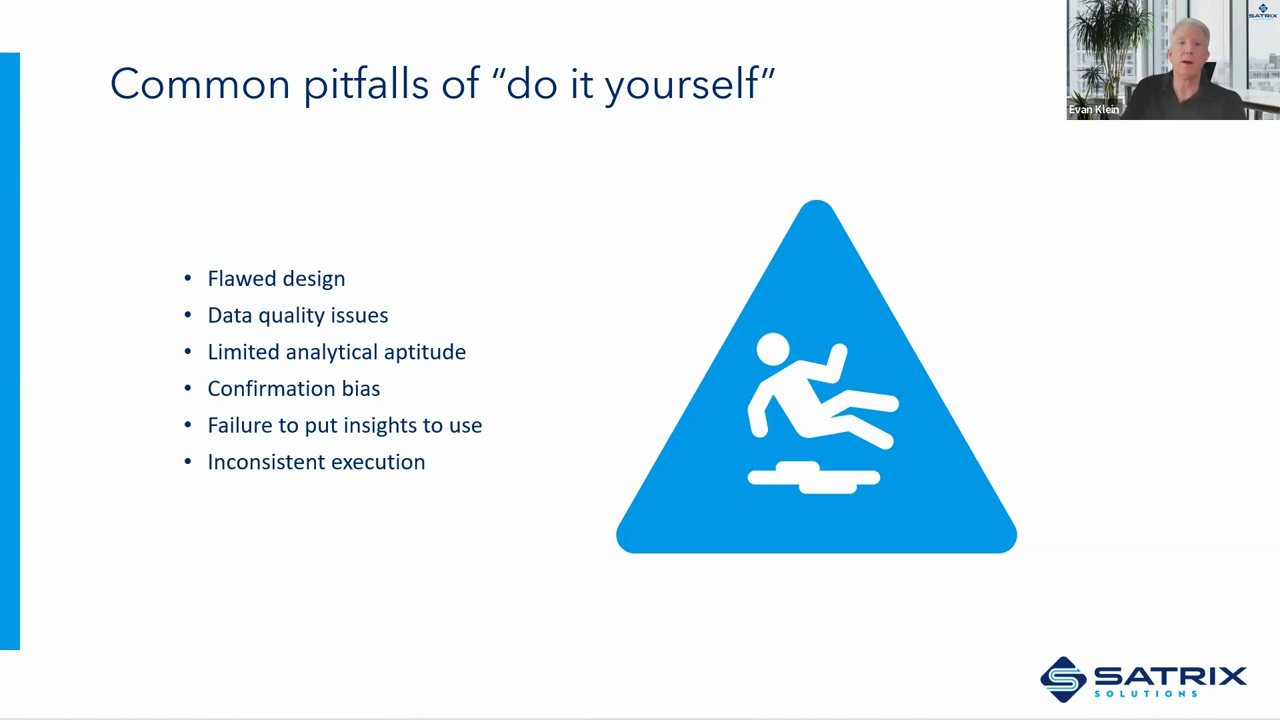 SATRIX
Evan Klein
Common pitfalls of “do it yourself”
• Flawed design
• Data quality issues
• Limited analytical aptitude
• Confirmation bias
• Failure to put insights to use
• Inconsistent execution
SATRIX
SOLUTIONS